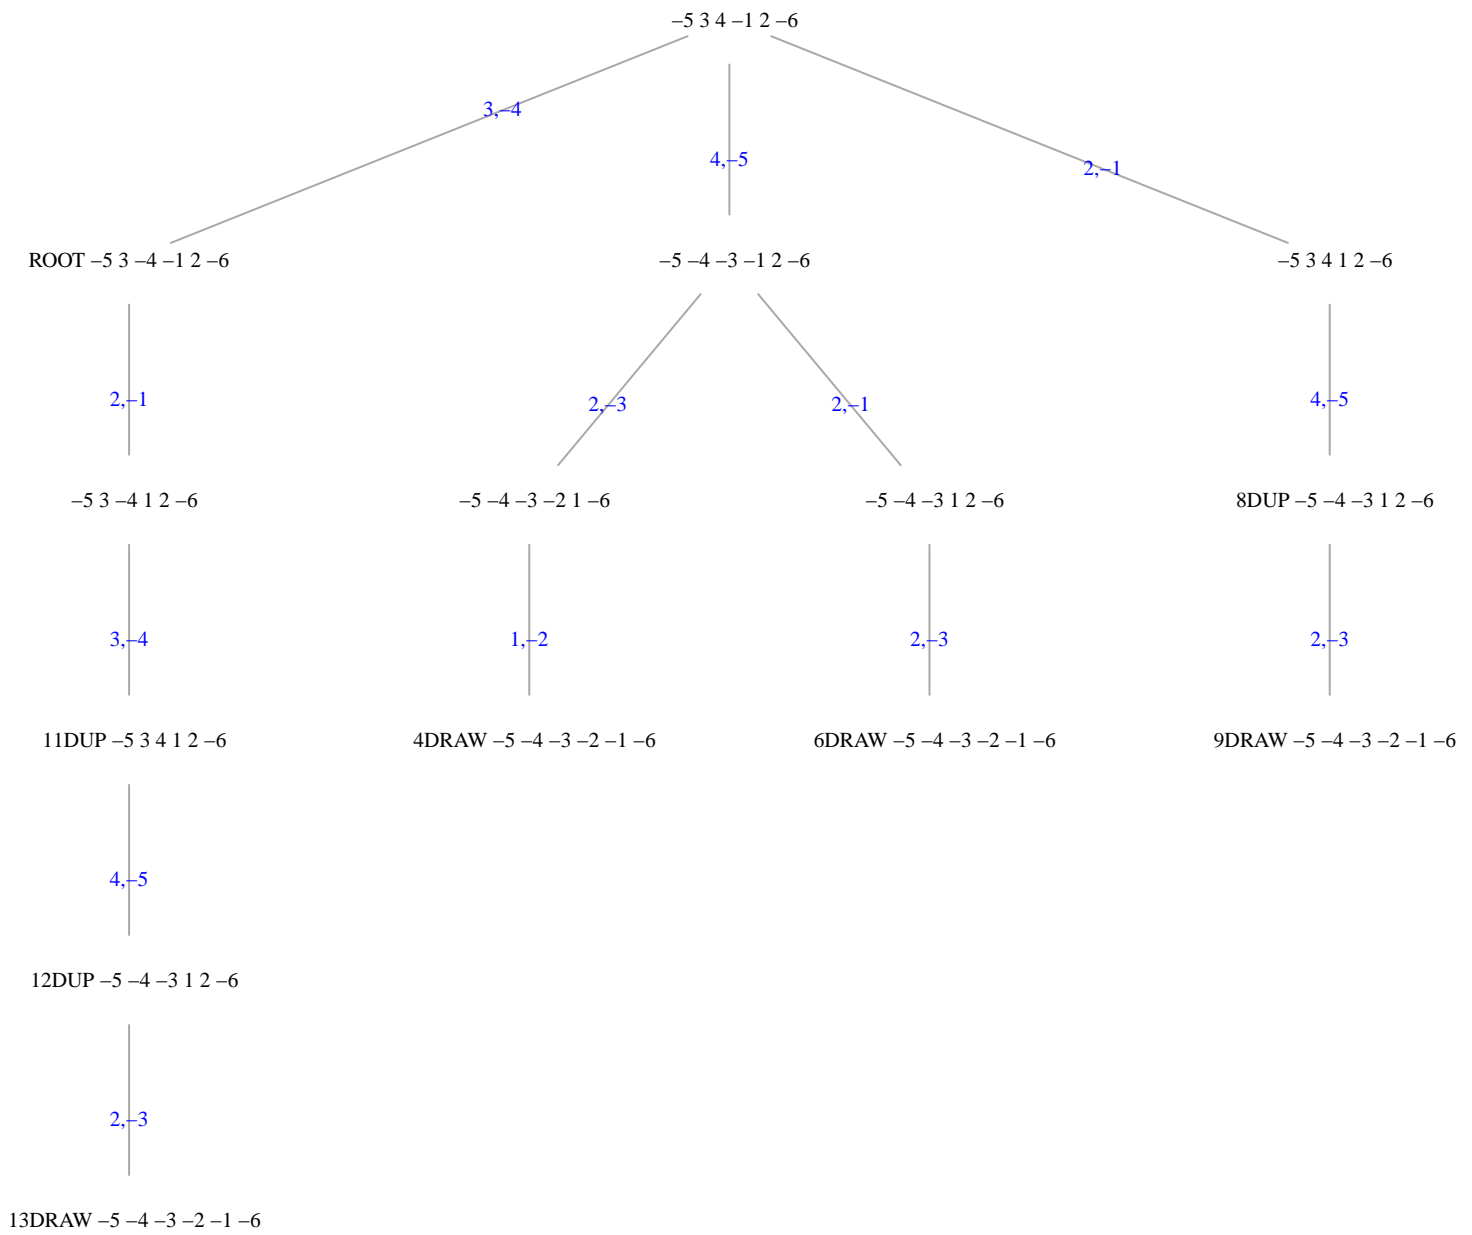 –5 3 4 –1 2 –6
3,–4
4,–5
2,–1
ROOT –5 3 –4 –1 2 –6
–5 –4 –3 –1 2 –6
–5 3 4 1 2 –6
2,–1
2,–3
2,–1
4,–5
–5 3 –4 1 2 –6
–5 –4 –3 –2 1 –6
–5 –4 –3 1 2 –6
8DUP –5 –4 –3 1 2 –6
3,–4
1,–2
2,–3
2,–3
11DUP –5 3 4 1 2 –6
4DRAW –5 –4 –3 –2 –1 –6
6DRAW –5 –4 –3 –2 –1 –6
9DRAW –5 –4 –3 –2 –1 –6
4,–5
12DUP –5 –4 –3 1 2 –6
2,–3
13DRAW –5 –4 –3 –2 –1 –6